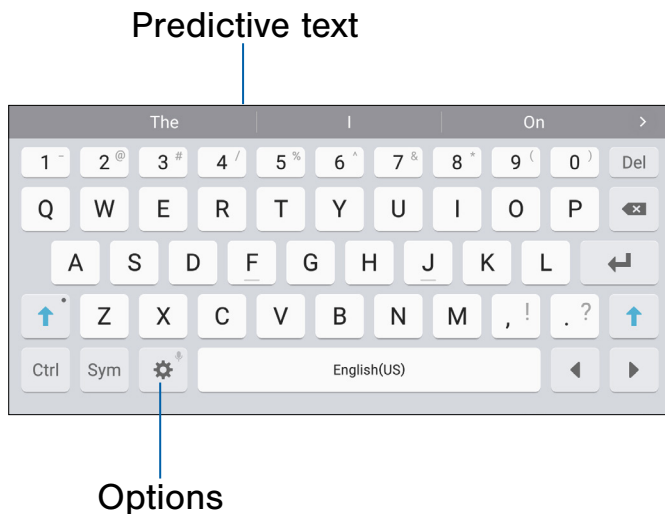 Predictive text
The I On >
1 - 2 @ 3 # 4 / 5 % 6 ^ 7 & 8 * 9 ( 0 ) Del
Q W E R T Y U I O P
A S D F G H J K L
Z X C V B N M , ! . ?
Ctrl Sym English(US)
Options